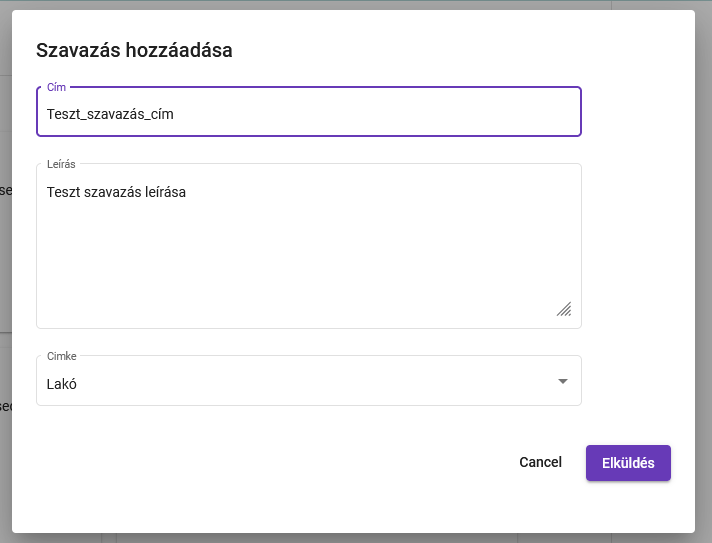 Szavazás hozzáadása
Cím
Teszt_szavazás_cím
Leírás
Teszt szavazás leírása
Cimke
Lakó
Cancel
Elküldés